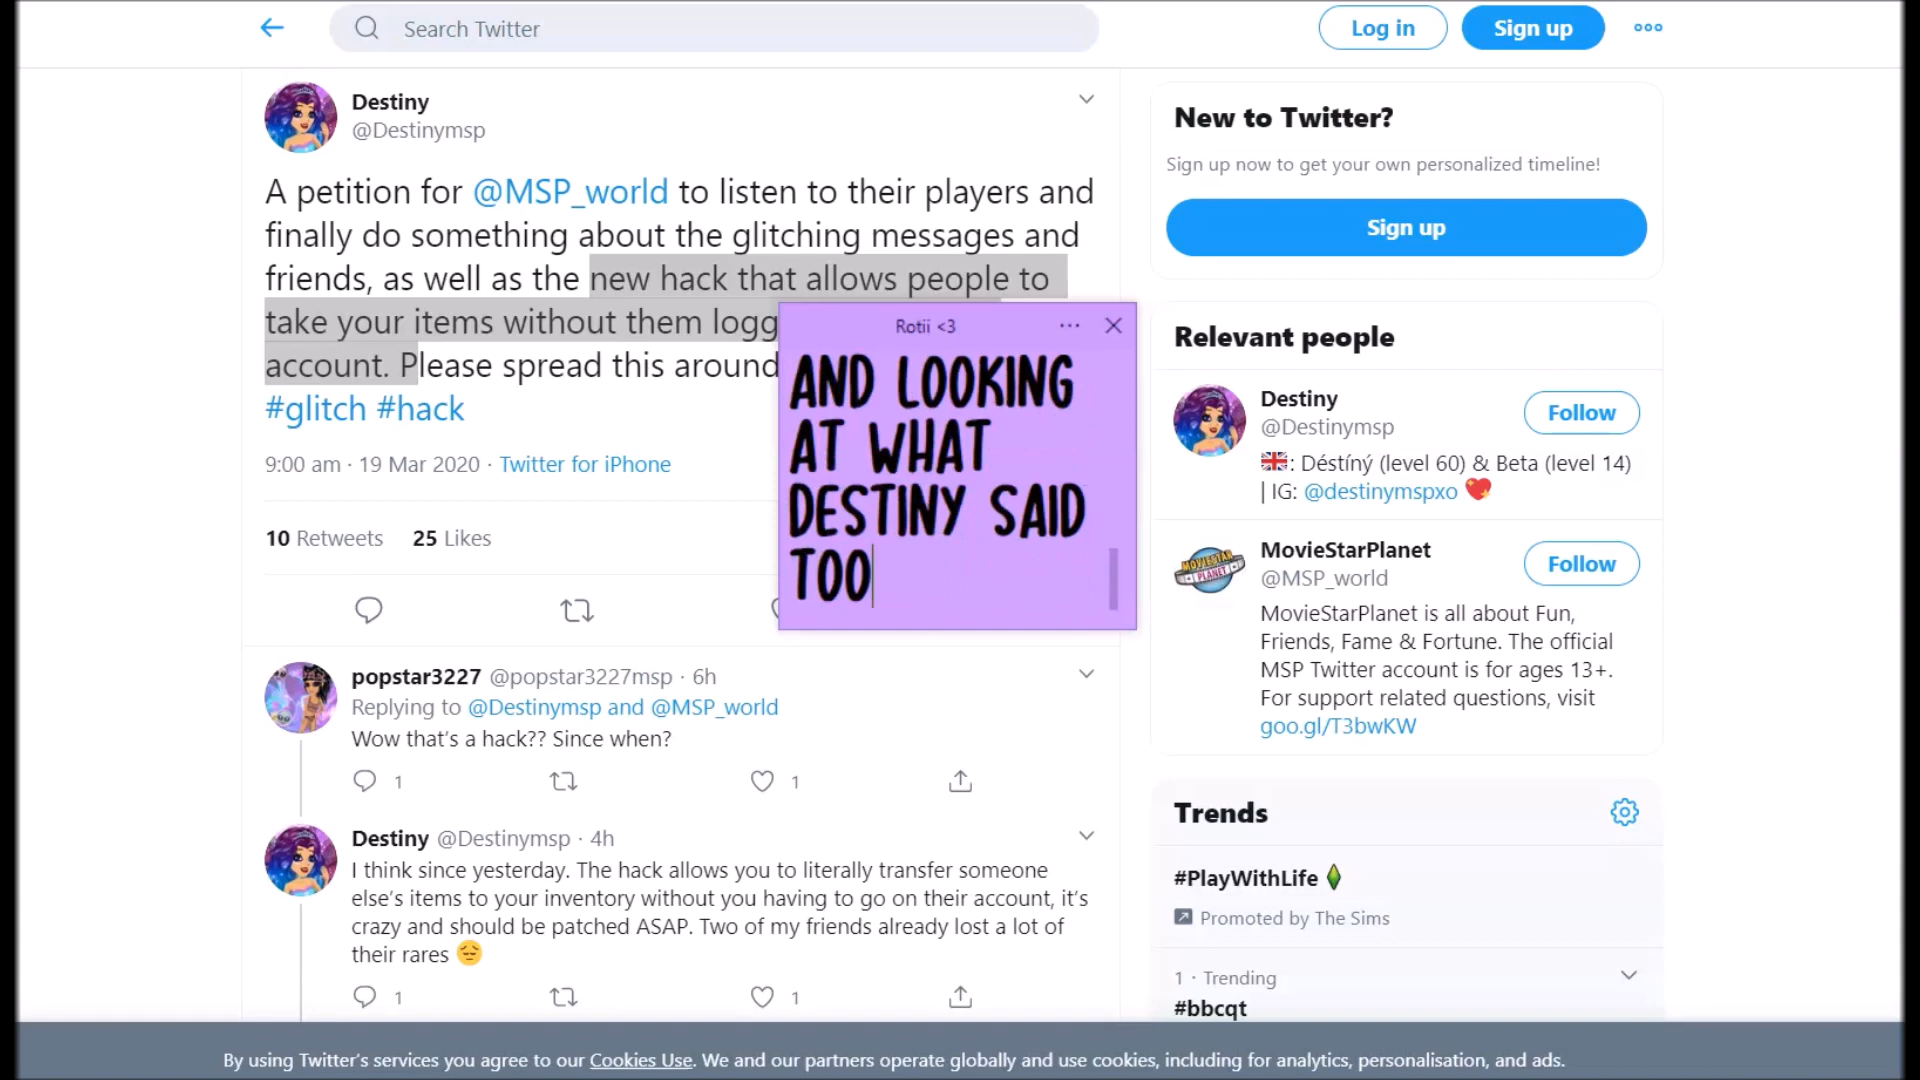 Search Twitter
Log in
Sign up
Destiny
@Destinymsp
A petition for @MSP_world to listen to their players and
finally do something about the glitching messages and
friends, as well as the new hack that allows people to
take your items without them logg
account. Please spread this around
#glitch #hack
9:00 am · 19 Mar 2020 · Twitter for iPhone
10 Retweets 25 Likes
Rotii <3
AND LOOKING
AT WHAT
DESTINY SAID
TOO
popstar3227 @popstar3227msp · 6h
Replying to @Destinymsp and @MSP_world
Wow that's a hack?? Since when?
1
1
Destiny @Destinymsp · 4h
I think since yesterday. The hack allows you to literally transfer someone
else's items to your inventory without you having to go on their account, it's
crazy and should be patched ASAP. Two of my friends already lost a lot of
their rares 😔
1
1
New to Twitter?
Sign up now to get your own personalized timeline!
Sign up
Relevant people
Destiny
@Destinymsp
Follow
🇬🇧: Déstíný (level 60) & Beta (level 14)
| IG: @destinymspxo 💖
MovieStarPlanet
@MSP_world
Follow
MOVIESTAR
PLANET
MovieStarPlanet is all about Fun,
Friends, Fame & Fortune. The official
MSP Twitter account is for ages 13+.
For support related questions, visit
goo.gl/T3bwKW
Trends
#PlayWithLife
Promoted by The Sims
1 · Trending
#bbcqt
By using Twitter's services you agree to our Cookies Use. We and our partners operate globally and use cookies, including for analytics, personalisation, and ads.